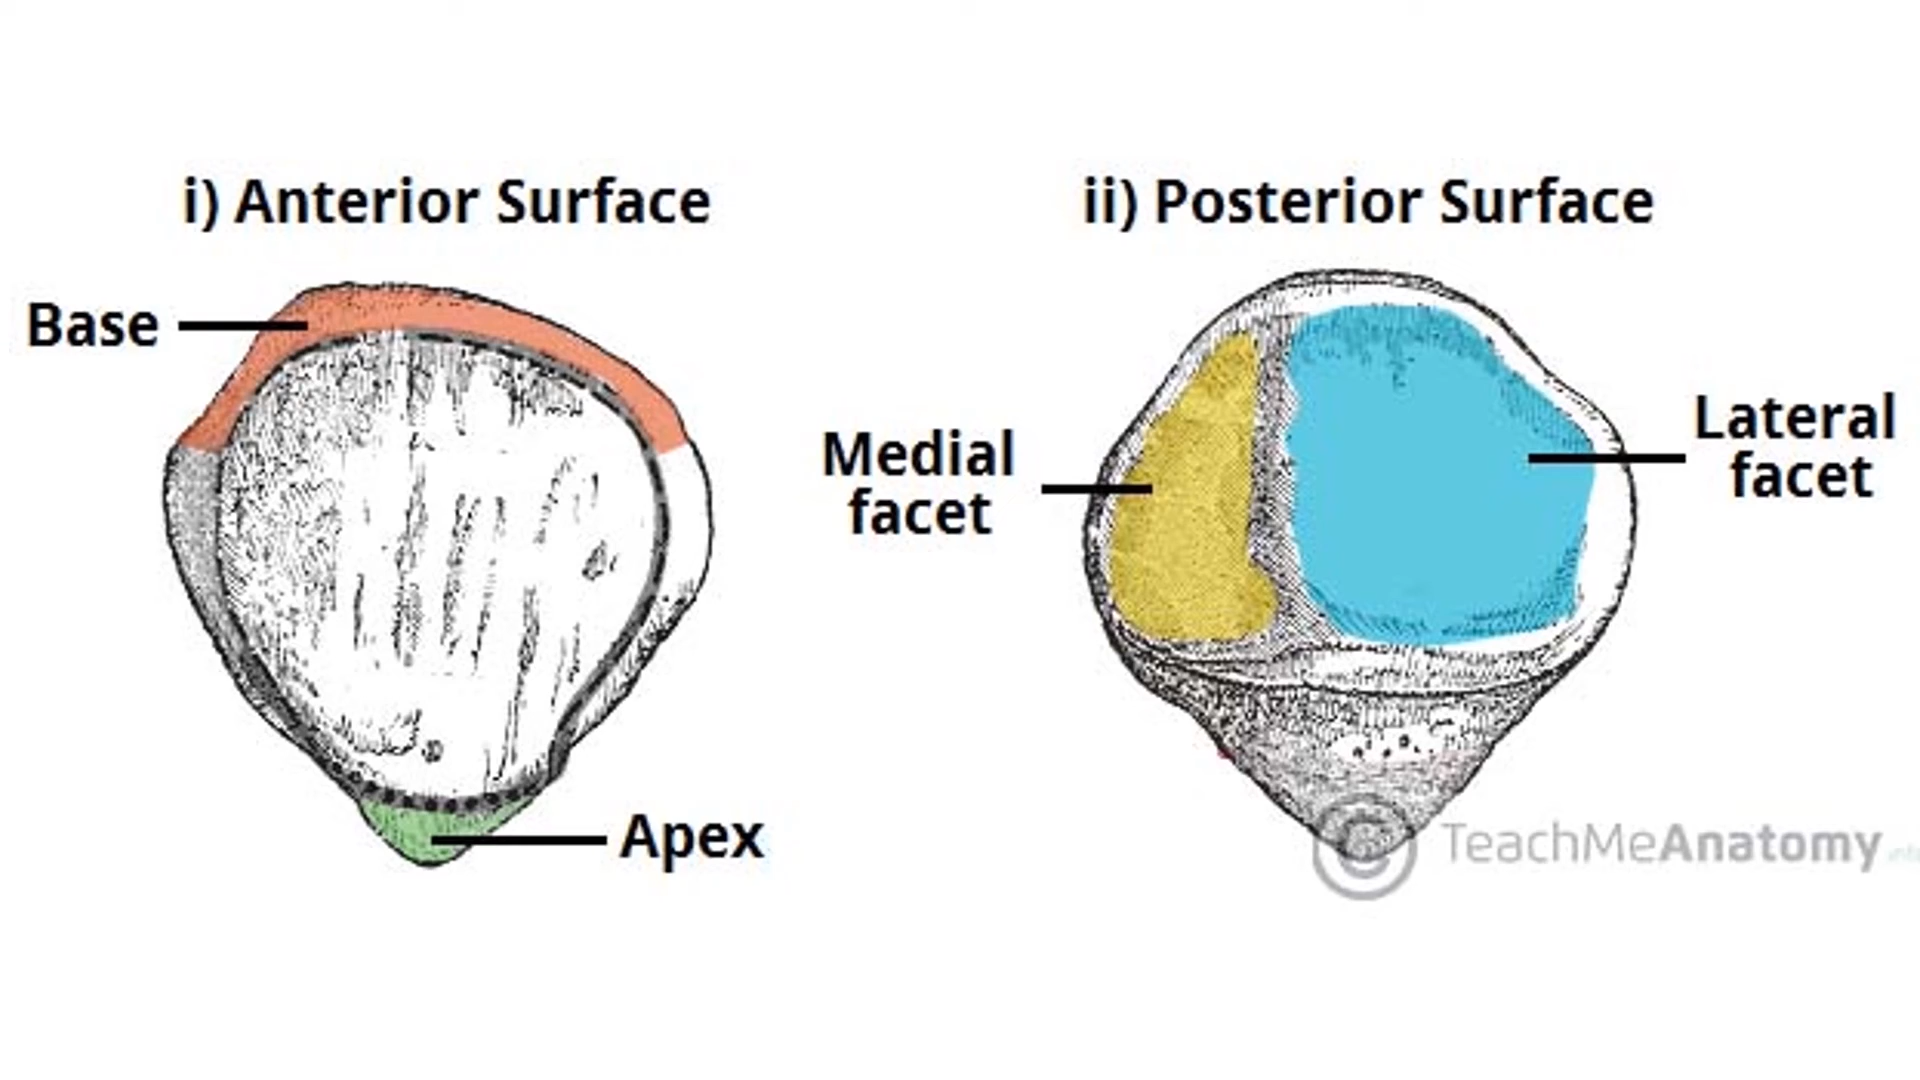 i) Anterior Surface
ii) Posterior Surface
Base
Medial
facet
Lateral
facet
Apex
TeachMeAnatomy